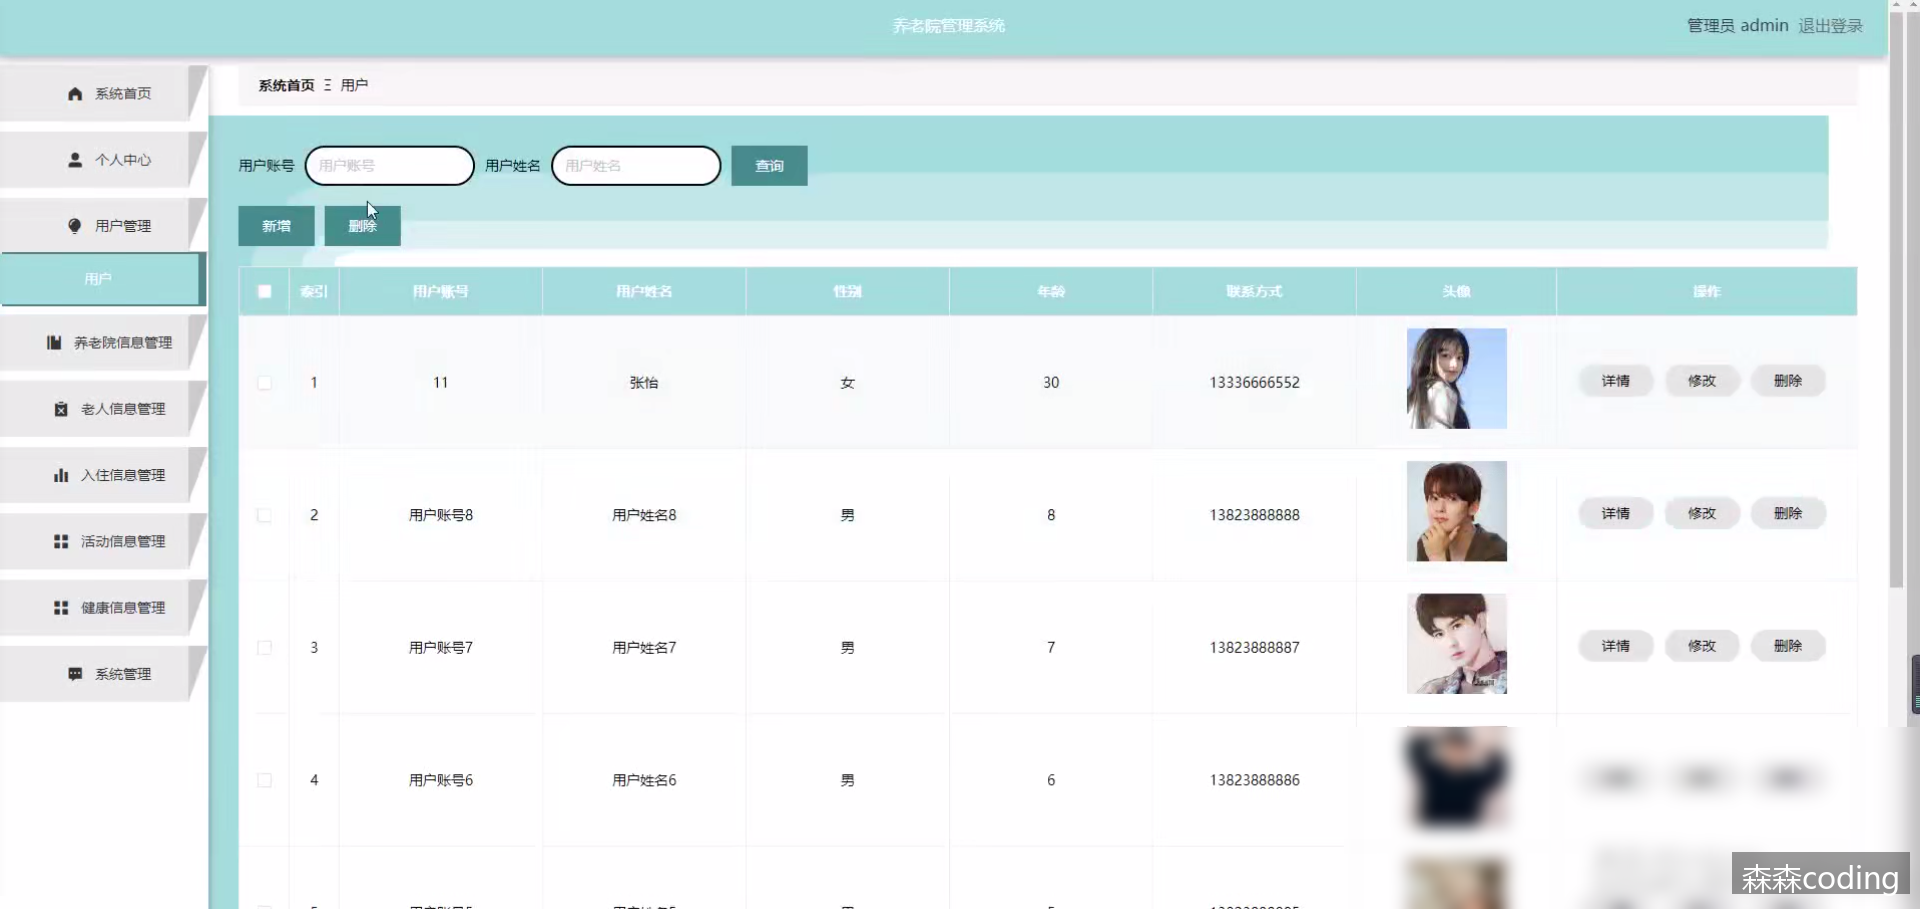 养老院管理系统
管理员 admin 退出登录
系统首页
个人中心
用户管理
用户
养老院信息管理
老人信息管理
入住信息管理
活动信息管理
健康信息管理
系统管理
系统首页 Ξ 用户
用户账号 用户账号 用户姓名 用户姓名 查询
新增 删除
索引 用户账号 用户姓名 性别 年龄 联系方式 头像 操作
1 11 张怡 女 30 13336666552 详情 修改 删除
2 用户账号8 用户姓名8 男 8 13823888888 详情 修改 删除
3 用户账号7 用户姓名7 男 7 13823888887 详情 修改 删除
4 用户账号6 用户姓名6 男 6 13823888886
森森coding